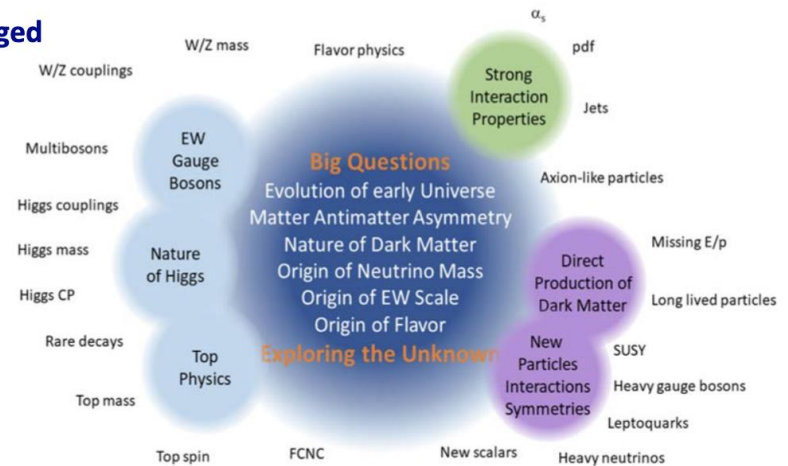 ged
α_s
W/Z mass
Flavor physics
pdf
W/Z couplings
Strong
Interaction
Properties
Jets
Multibosons
EW
Gauge
Bosons
Big Questions
Evolution of early Universe
Matter Antimatter Asymmetry
Nature of Dark Matter
Origin of Neutrino Mass
Origin of EW Scale
Origin of Flavor
Exploring the Unknown
Axion-like particles
Higgs couplings
Higgs mass
Higgs CP
Nature
of Higgs
Direct
Production of
Dark Matter
Missing E/p
Long lived particles
Rare decays
Top
Physics
Top mass
New
Particles
Interactions
Symmetries
SUSY
Heavy gauge bosons
Leptoquarks
Top spin
FCNC
New scalars
Heavy neutrinos